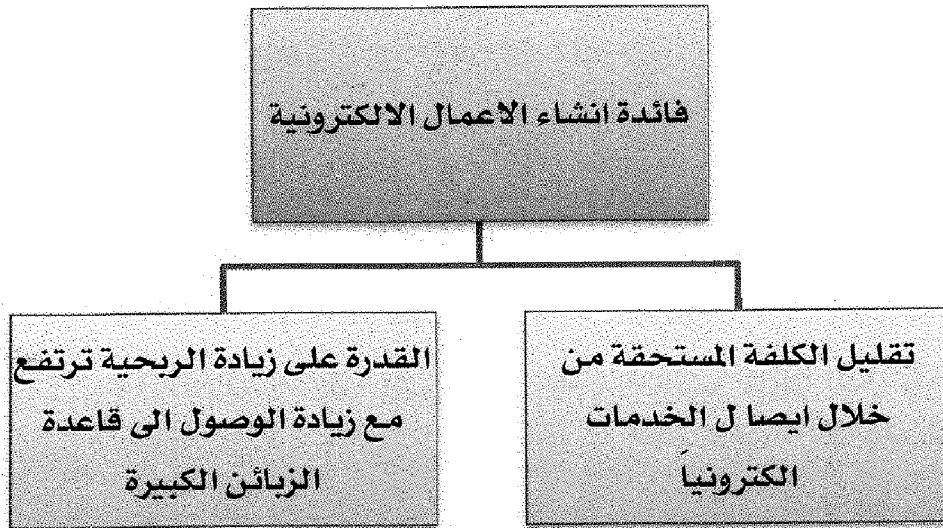 فائدة انشاء الاعمال الالكترونية
تقليل الكلفة المستحقة من
خلال ايصا ل الخدمات
الكترونياَ
القدرة على زيادة الربحية ترتفع
مع زيادة الوصول الى قاعدة
الزبائن الكبيرة